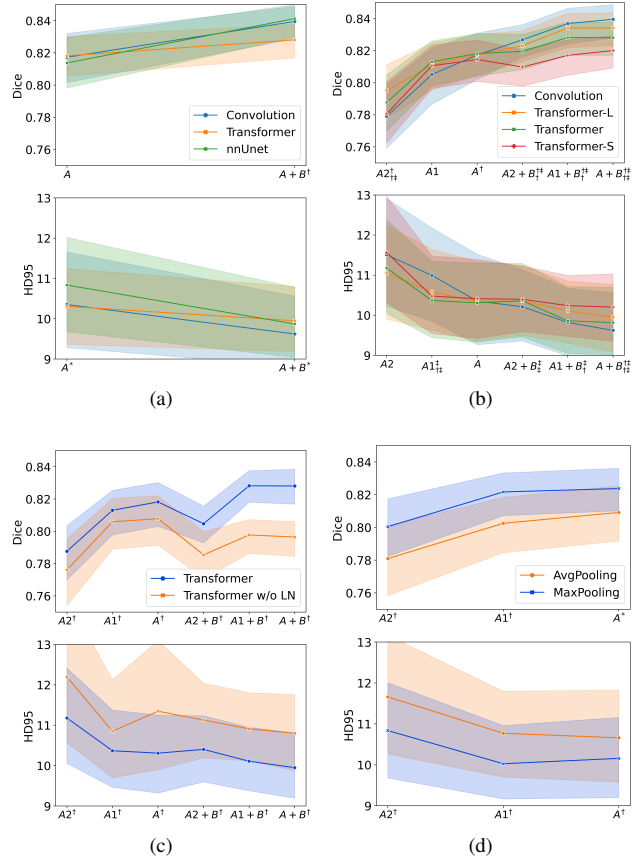 0.84
0.82
0.80
0.78
0.76
Dice
Convolution
Transformer
nnUnet
A
A + B†
13
12
11
10
9
HD95
A*
A + B*
(a)
0.84
0.82
0.80
0.78
0.76
Dice
Convolution
Transformer-L
Transformer
Transformer-S
A2†‡† A1 A† A2 + B†‡† A1 + B†‡† A + B†‡†‡
13
12
11
10
9
HD95
A2 A1‡†‡ A A2 + B‡‡ A1 + B‡† A + B†‡†‡
(b)
0.84
0.82
0.80
0.78
0.76
Dice
Transformer
Transformer w/o LN
A2† A1† A† A2 + B† A1 + B† A + B†
13
12
11
10
9
HD95
A2† A1† A† A2 + B† A1 + B† A + B†
(c)
0.84
0.82
0.80
0.78
0.76
Dice
AvgPooling
MaxPooling
A2† A1† A*
13
12
11
10
9
HD95
A2† A1† A†
(d)